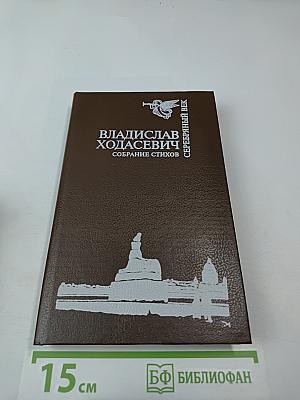 ВЛАДИСЛАВ
ХОДАСЕВИЧ
СОБРАНИЕ СТИХОВ
СЕРЕБРЯНЫЙ ВЕК
15 см
БФ БИБЛИОФАН